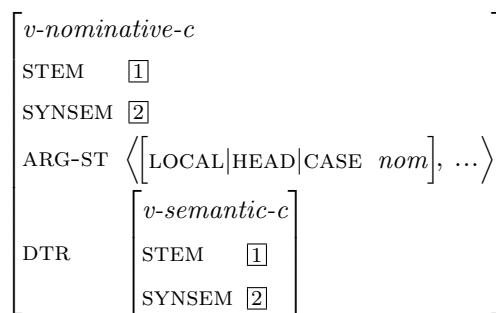 v-nominative-c
STEM 1
SYNSEM 2
ARG-ST ⟨[LOCAL|HEAD|CASE nom], …⟩
v-semantic-c
DTR STEM 1
SYNSEM 2